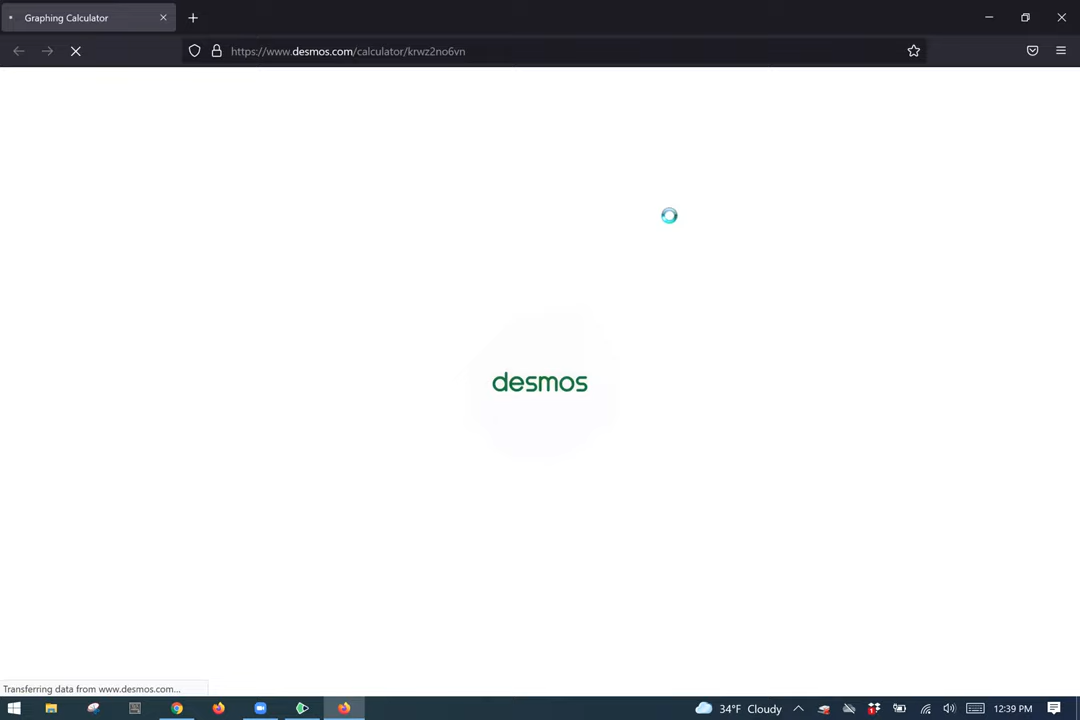 Graphing Calculator
https://www.desmos.com/calculator/krwz2no6vn
desmos
Transferring data from www.desmos.com...
34°F Cloudy
12:39 PM